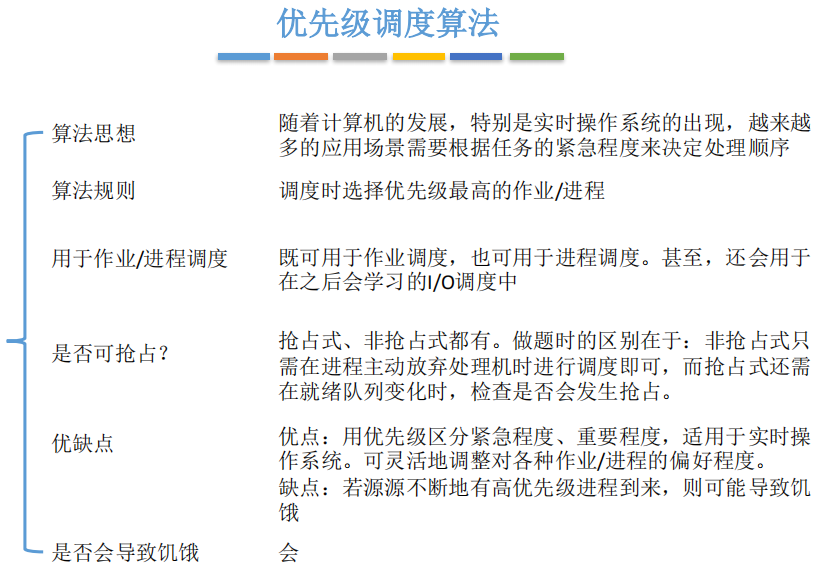 优先级调度算法
算法思想
随着计算机的发展，特别是实时操作系统的出现，越来越
多的应用场景需要根据任务的紧急程度来决定处理顺序
算法规则
调度时选择优先级最高的作业/进程
用于作业/进程调度
既可用于作业调度，也可用于进程调度。甚至，还会用于
在之后会学习的I/O调度中
是否可抢占？
抢占式、非抢占式都有。做题时的区别在于：非抢占式只
需在进程主动放弃处理机时进行调度即可，而抢占式还需
在就绪队列变化时，检查是否会发生抢占。
优缺点
优点：用优先级区分紧急程度、重要程度，适用于实时操
作系统。可灵活地调整对各种作业/进程的偏好程度。
缺点：若源源不断地有高优先级进程到来，则可能导致饥
饿
是否会导致饥饿
会